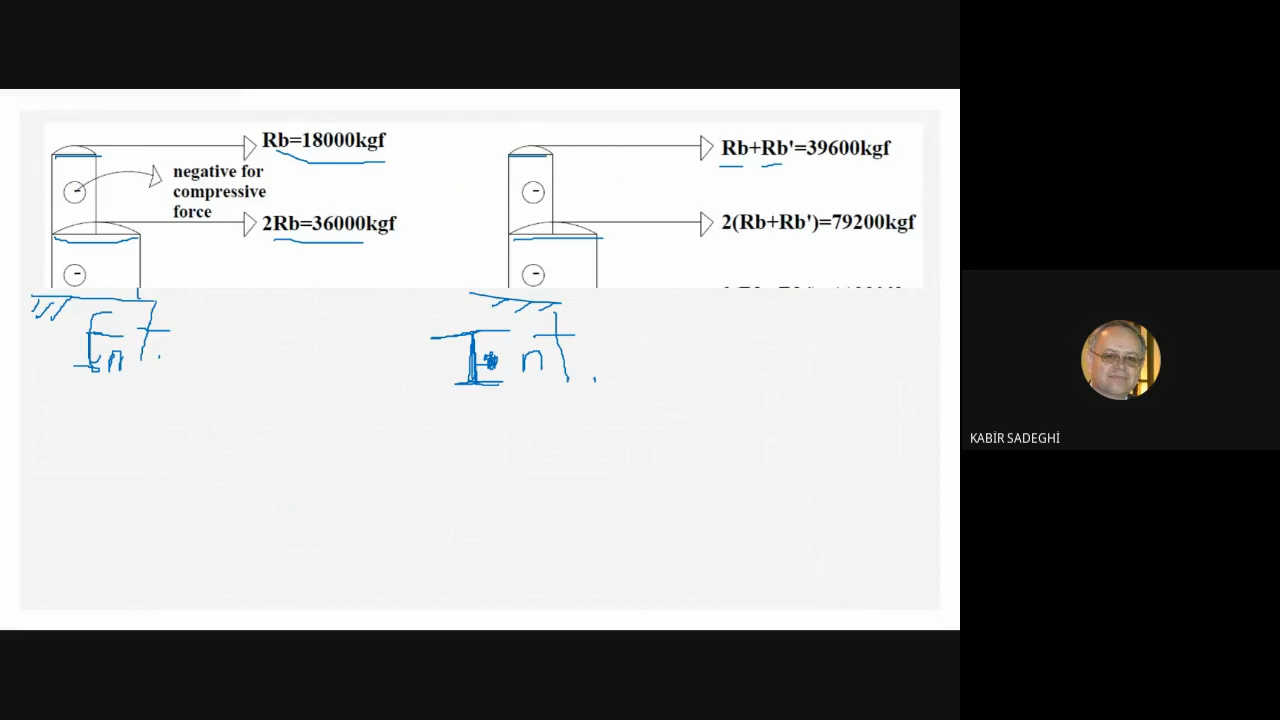 Rb=18000kgf
negative for
compressive
force
-
2Rb=36000kgf
-
Rb+Rb'=39600kgf
-
2(Rb+Rb')=79200kgf
-
n
n
KABİR SADEGHİ